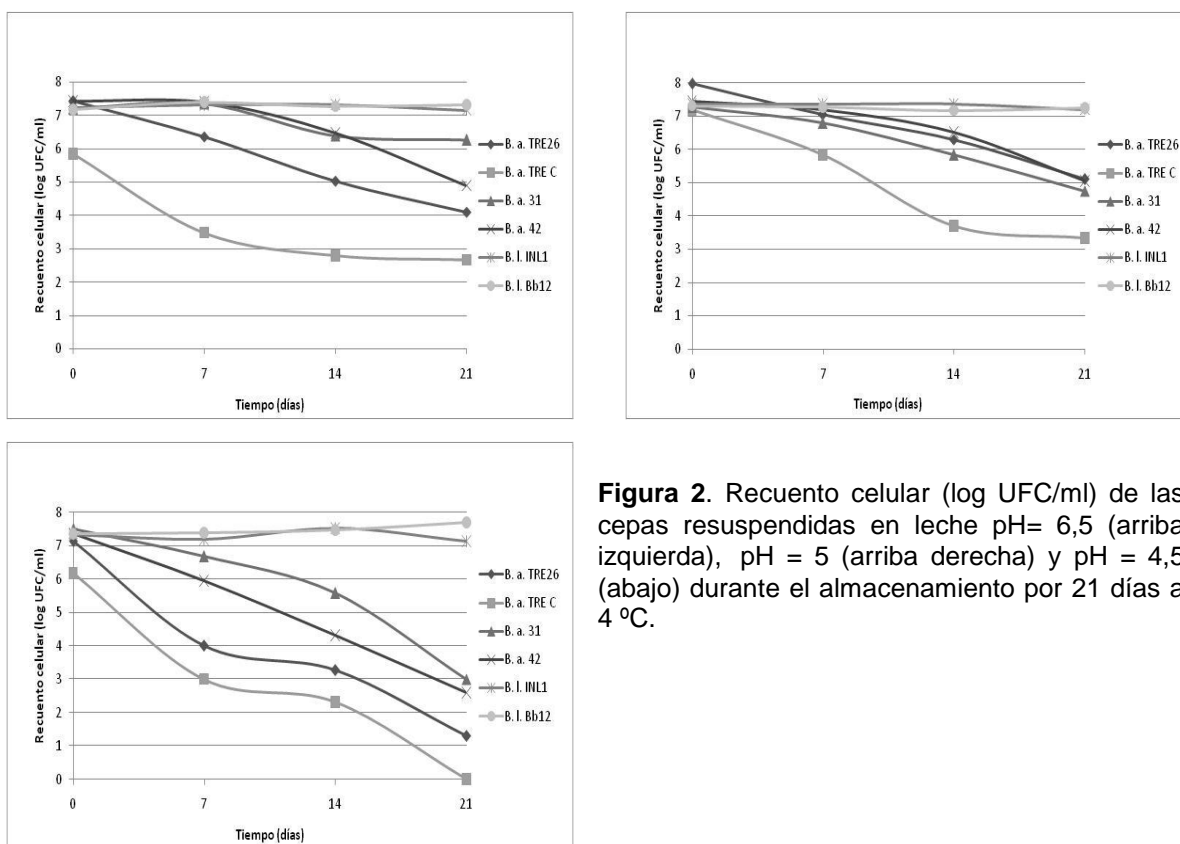 Recuento celular (log UFC/ml)
8
7
6
5
4
3
2
1
0
0 7 14 21
Tiempo (días)
B. a. TRE26
B. a. TRE C
B. a. 31
B. a. 42
B. l. INL1
B. l. Bb12
Recuento celular (log UFC/ml)
8
7
6
5
4
3
2
1
0
0 7 14 21
Tiempo (días)
B. a. TRE26
B. a. TRE C
B. a. 31
B. a. 42
B. l. INL1
B. l. Bb12
Recuento celular (log UFC/ml)
8
7
6
5
4
3
2
1
0
0 7 14 21
Tiempo (días)
B. a. TRE26
B. a. TRE C
B. a. 31
B. a. 42
B. l. INL1
B. l. Bb12
Figura 2. Recuento celular (log UFC/ml) de las
cepas resuspendidas en leche pH= 6,5 (arriba
izquierda), pH = 5 (arriba derecha) y pH = 4,5
(abajo) durante el almacenamiento por 21 días a
4 ºC.